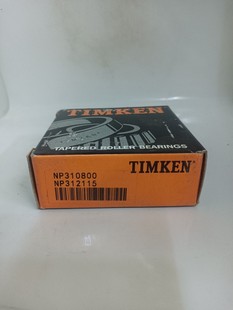 TIMKEN
TAPERED ROLLER BEARINGS
NP310800
NP312115
TIMKEN